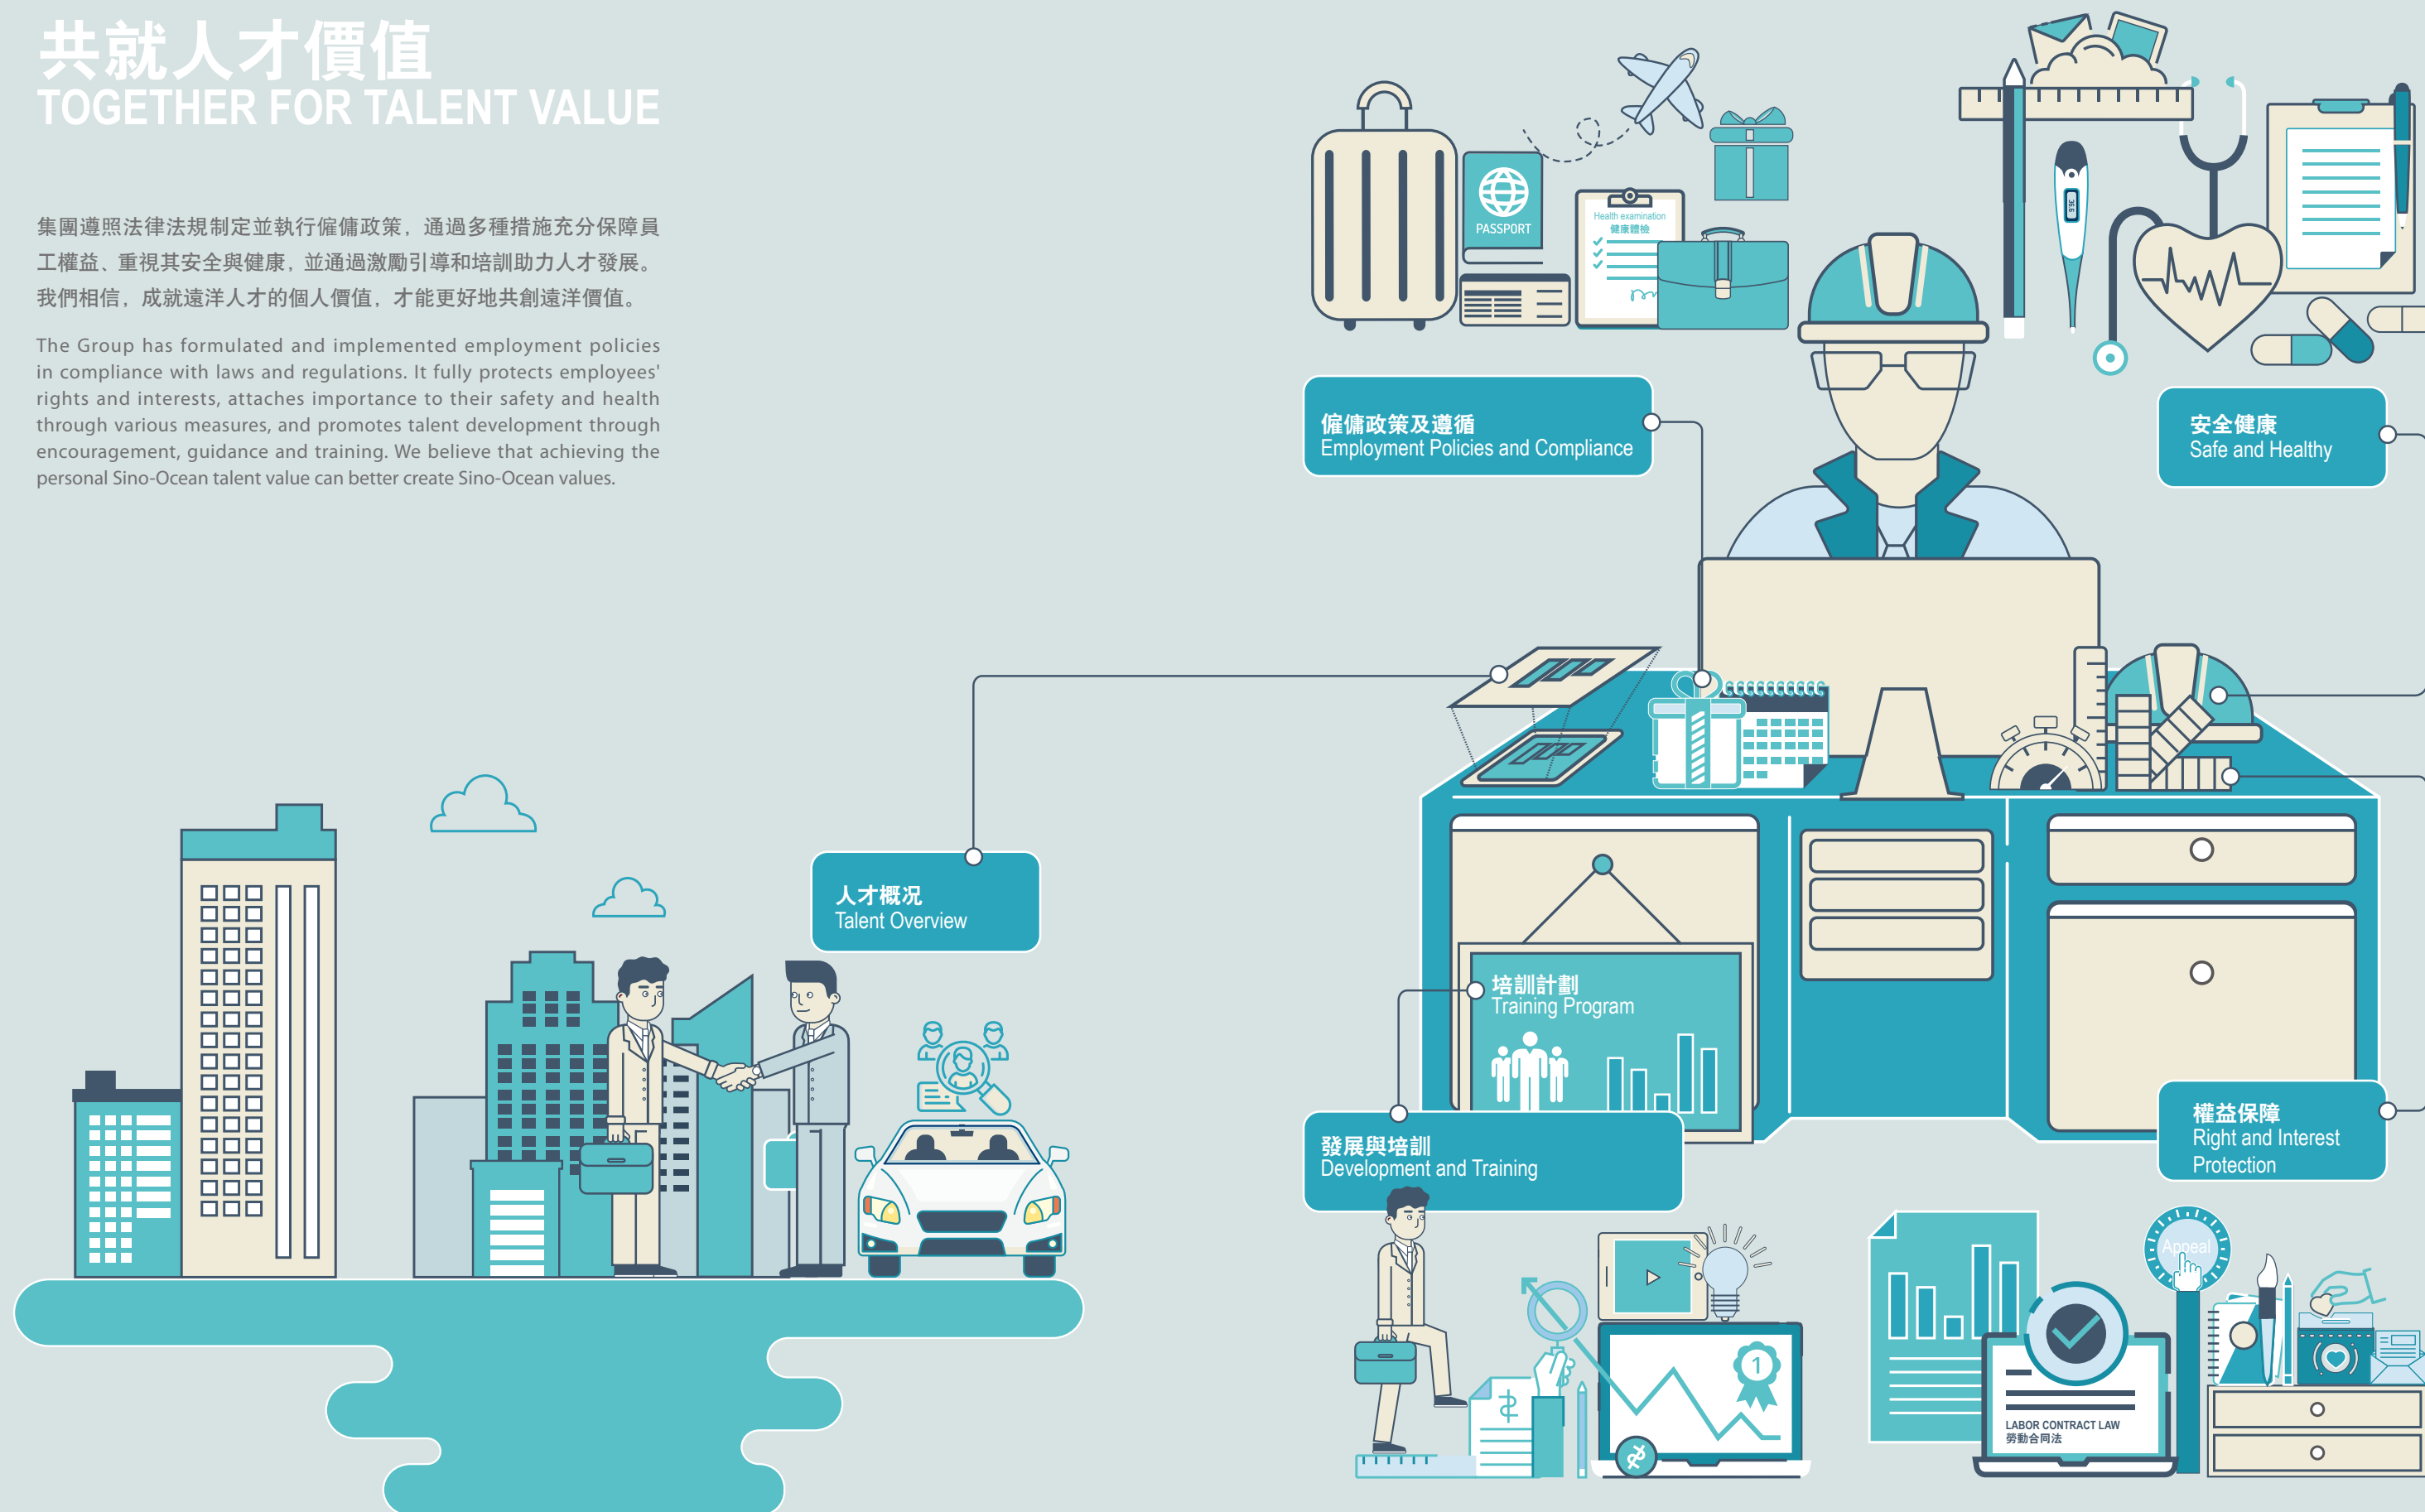 共就人才價值
TOGETHER FOR TALENT VALUE
集團遵照法律法規制定並執行僱傭政策，通過多種措施充分保障員
工權益、重視其安全與健康，並通過激勵引導和培訓助力人才發展。
我們相信，成就遠洋人才的個人價值，才能更好地共創遠洋價值。
The Group has formulated and implemented employment policies
in compliance with laws and regulations. It fully protects employees'
rights and interests, attaches importance to their safety and health
through various measures, and promotes talent development through
encouragement, guidance and training. We believe that achieving the
personal Sino-Ocean talent value can better create Sino-Ocean values.
PASSPORT
Health examination
健康體檢
36.6
僱傭政策及遵循
Employment Policies and Compliance
安全健康
Safe and Healthy
人才概況
Talent Overview
培訓計劃
Training Program
發展與培訓
Development and Training
權益保障
Right and Interest
Protection
Appeal
1
LABOR CONTRACT LAW
勞動合同法